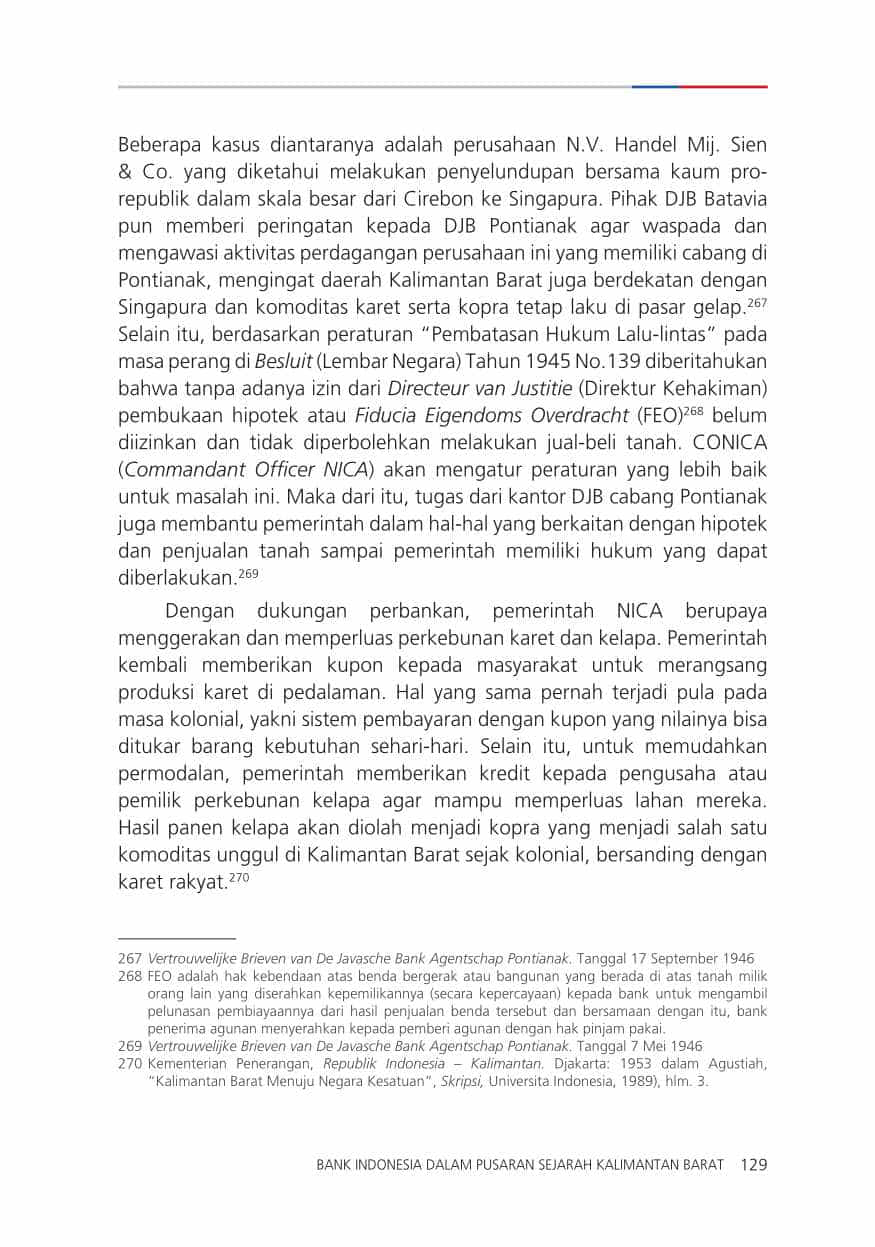 Beberapa kasus diantaranya adalah perusahaan N.V. Handel Mij. Sien
& Co. yang diketahui melakukan penyelundupan bersama kaum pro-
republik dalam skala besar dari Cirebon ke Singapura. Pihak DJB Batavia
pun memberi peringatan kepada DJB Pontianak agar waspada dan
mengawasi aktivitas perdagangan perusahaan ini yang memiliki cabang di
Pontianak, mengingat daerah Kalimantan Barat juga berdekatan dengan
Singapura dan komoditas karet serta kopra tetap laku di pasar gelap.267
Selain itu, berdasarkan peraturan “Pembatasan Hukum Lalu-lintas” pada
masa perang di Besluit (Lembar Negara) Tahun 1945 No.139 diberitahukan
bahwa tanpa adanya izin dari Directeur van Justitie (Direktur Kehakiman)
pembukaan hipotek atau Fiducia Eigendoms Overdracht (FEO)268 belum
diizinkan dan tidak diperbolehkan melakukan jual-beli tanah. CONICA
(Commandant Officer NICA) akan mengatur peraturan yang lebih baik
untuk masalah ini. Maka dari itu, tugas dari kantor DJB cabang Pontianak
juga membantu pemerintah dalam hal-hal yang berkaitan dengan hipotek
dan penjualan tanah sampai pemerintah memiliki hukum yang dapat
diberlakukan.269
Dengan dukungan perbankan, pemerintah NICA berupaya
menggerakan dan memperluas perkebunan karet dan kelapa. Pemerintah
kembali memberikan kupon kepada masyarakat untuk merangsang
produksi karet di pedalaman. Hal yang sama pernah terjadi pula pada
masa kolonial, yakni sistem pembayaran dengan kupon yang nilainya bisa
ditukar barang kebutuhan sehari-hari. Selain itu, untuk memudahkan
permodalan, pemerintah memberikan kredit kepada pengusaha atau
pemilik perkebunan kelapa agar mampu memperluas lahan mereka.
Hasil panen kelapa akan diolah menjadi kopra yang menjadi salah satu
komoditas unggul di Kalimantan Barat sejak kolonial, bersanding dengan
karet rakyat.270
267 Vertrouwelijke Brieven van De Javasche Bank Agentschap Pontianak. Tanggal 17 September 1946
268 FEO adalah hak kebendaan atas benda bergerak atau bangunan yang berada di atas tanah milik
orang lain yang diserahkan kepemilikannya (secara kepercayaan) kepada bank untuk mengambil
pelunasan pembiayaannya dari hasil penjualan benda tersebut dan bersamaan dengan itu, bank
penerima agunan menyerahkan kepada pemberi agunan dengan hak pinjam pakai.
269 Vertrouwelijke Brieven van De Javasche Bank Agentschap Pontianak. Tanggal 7 Mei 1946
270 Kementerian Penerangan, Republik Indonesia – Kalimantan. Djakarta: 1953 dalam Agustiah,
“Kalimantan Barat Menuju Negara Kesatuan”, Skripsi, Universita Indonesia, 1989), hlm. 3.
BANK INDONESIA DALAM PUSARAN SEJARAH KALIMANTAN BARAT 129